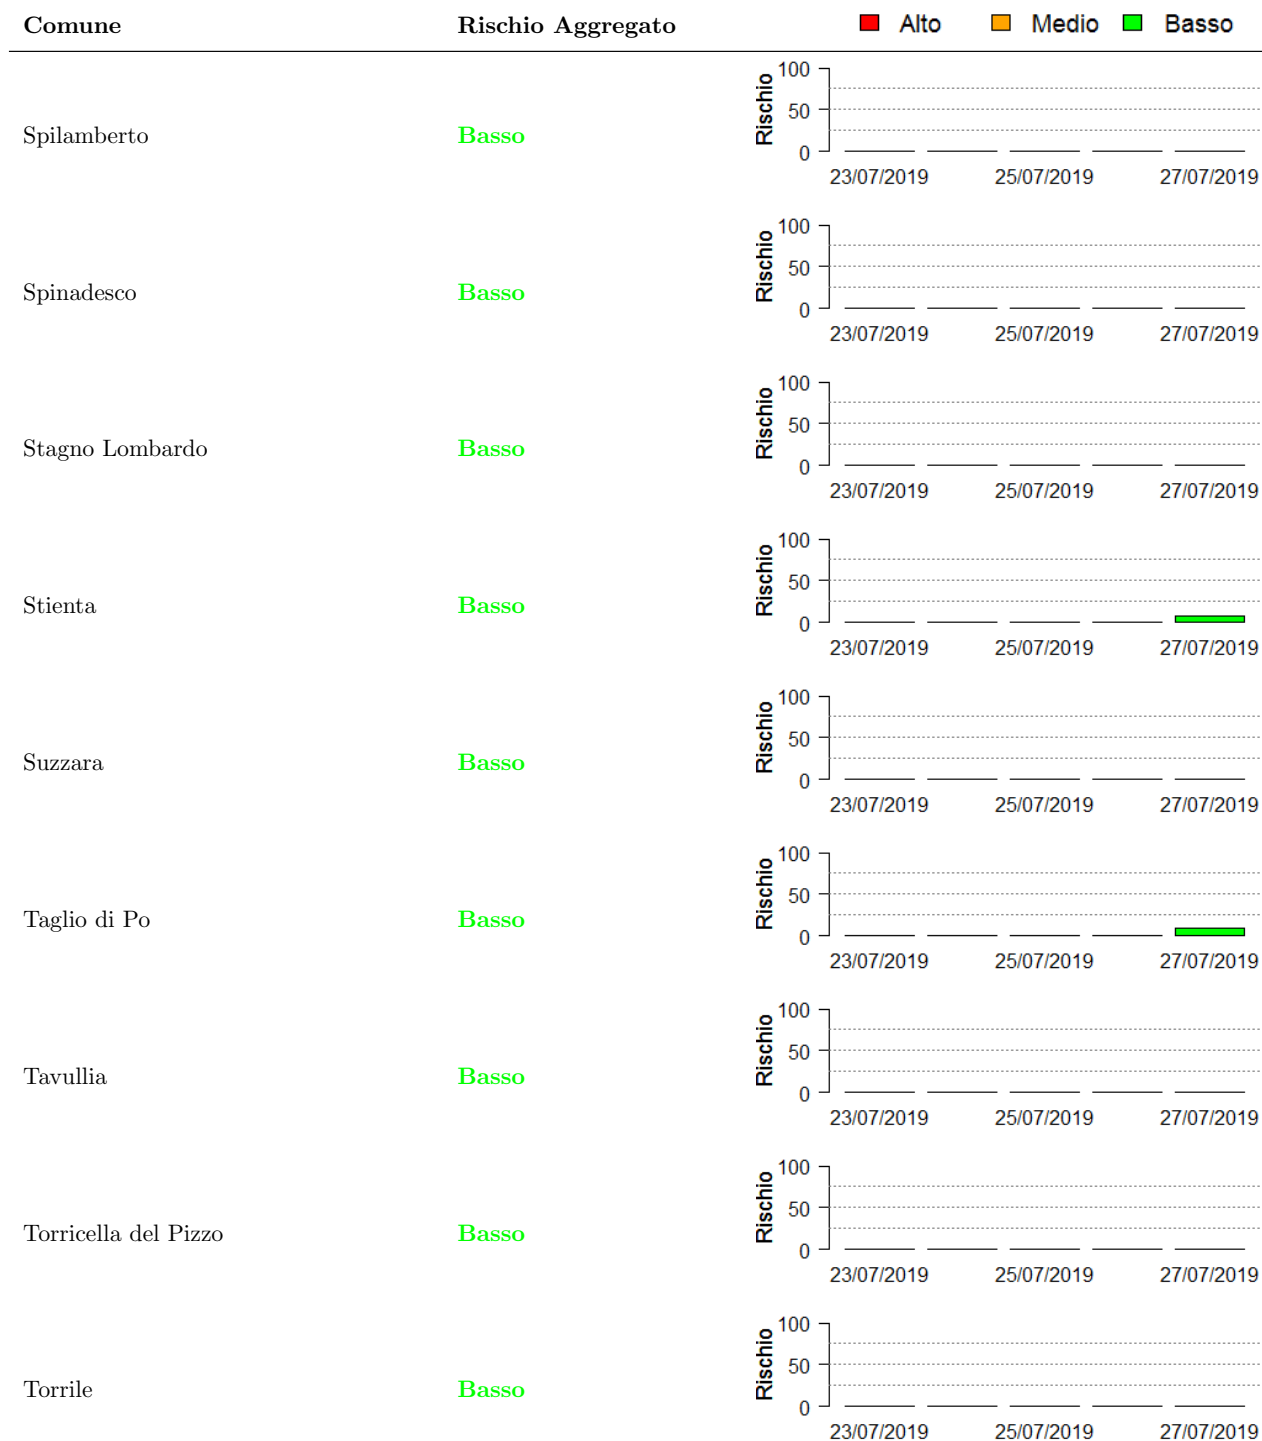 Comune Rischio Aggregato Alto Medio Basso
Spilamberto Basso
Rischio
100
50
0
23/07/2019 25/07/2019 27/07/2019
Spinadesco Basso
Rischio
100
50
0
23/07/2019 25/07/2019 27/07/2019
Stagno Lombardo Basso
Rischio
100
50
0
23/07/2019 25/07/2019 27/07/2019
Stienta Basso
Rischio
100
50
0
23/07/2019 25/07/2019 27/07/2019
Suzzara Basso
Rischio
100
50
0
23/07/2019 25/07/2019 27/07/2019
Taglio di Po Basso
Rischio
100
50
0
23/07/2019 25/07/2019 27/07/2019
Tavullia Basso
Rischio
100
50
0
23/07/2019 25/07/2019 27/07/2019
Torricella del Pizzo Basso
Rischio
100
50
0
23/07/2019 25/07/2019 27/07/2019
Torrile Basso
Rischio
100
50
0
23/07/2019 25/07/2019 27/07/2019